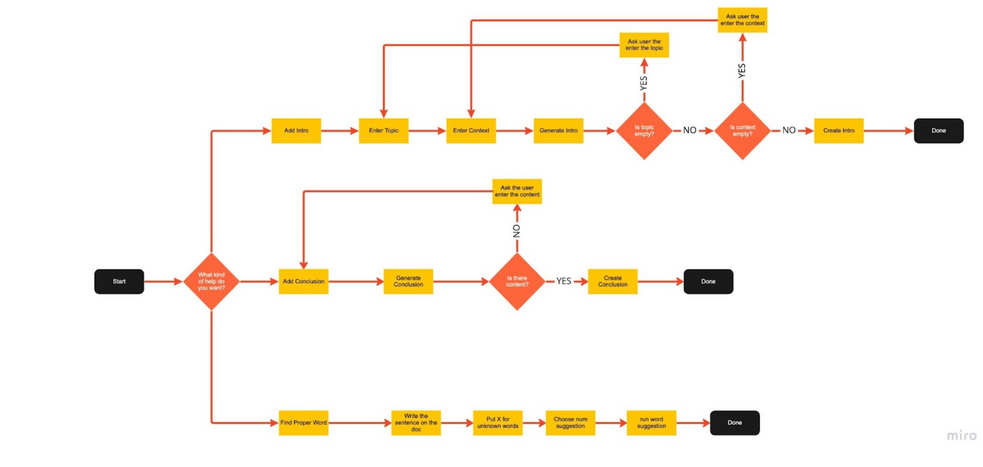 Ask user the
enter the context
Ask user the
enter the topic
YES
YES
Add Intro
Enter Topic
Enter Context
Generate Intro
Is topic
empty?
NO
Is context
empty?
NO
Create Intro
Done
Ask the user
enter the content
NO
Start
What kind
of help do
you want?
Add Conclusion
Generate
Conclusion
Is there
content?
YES
Create
Conclusion
Done
Find Proper Word
Write the
sentence on the
doc
Put X for
unknown words
Choose num
suggestion
run word
suggestion
Done
miro